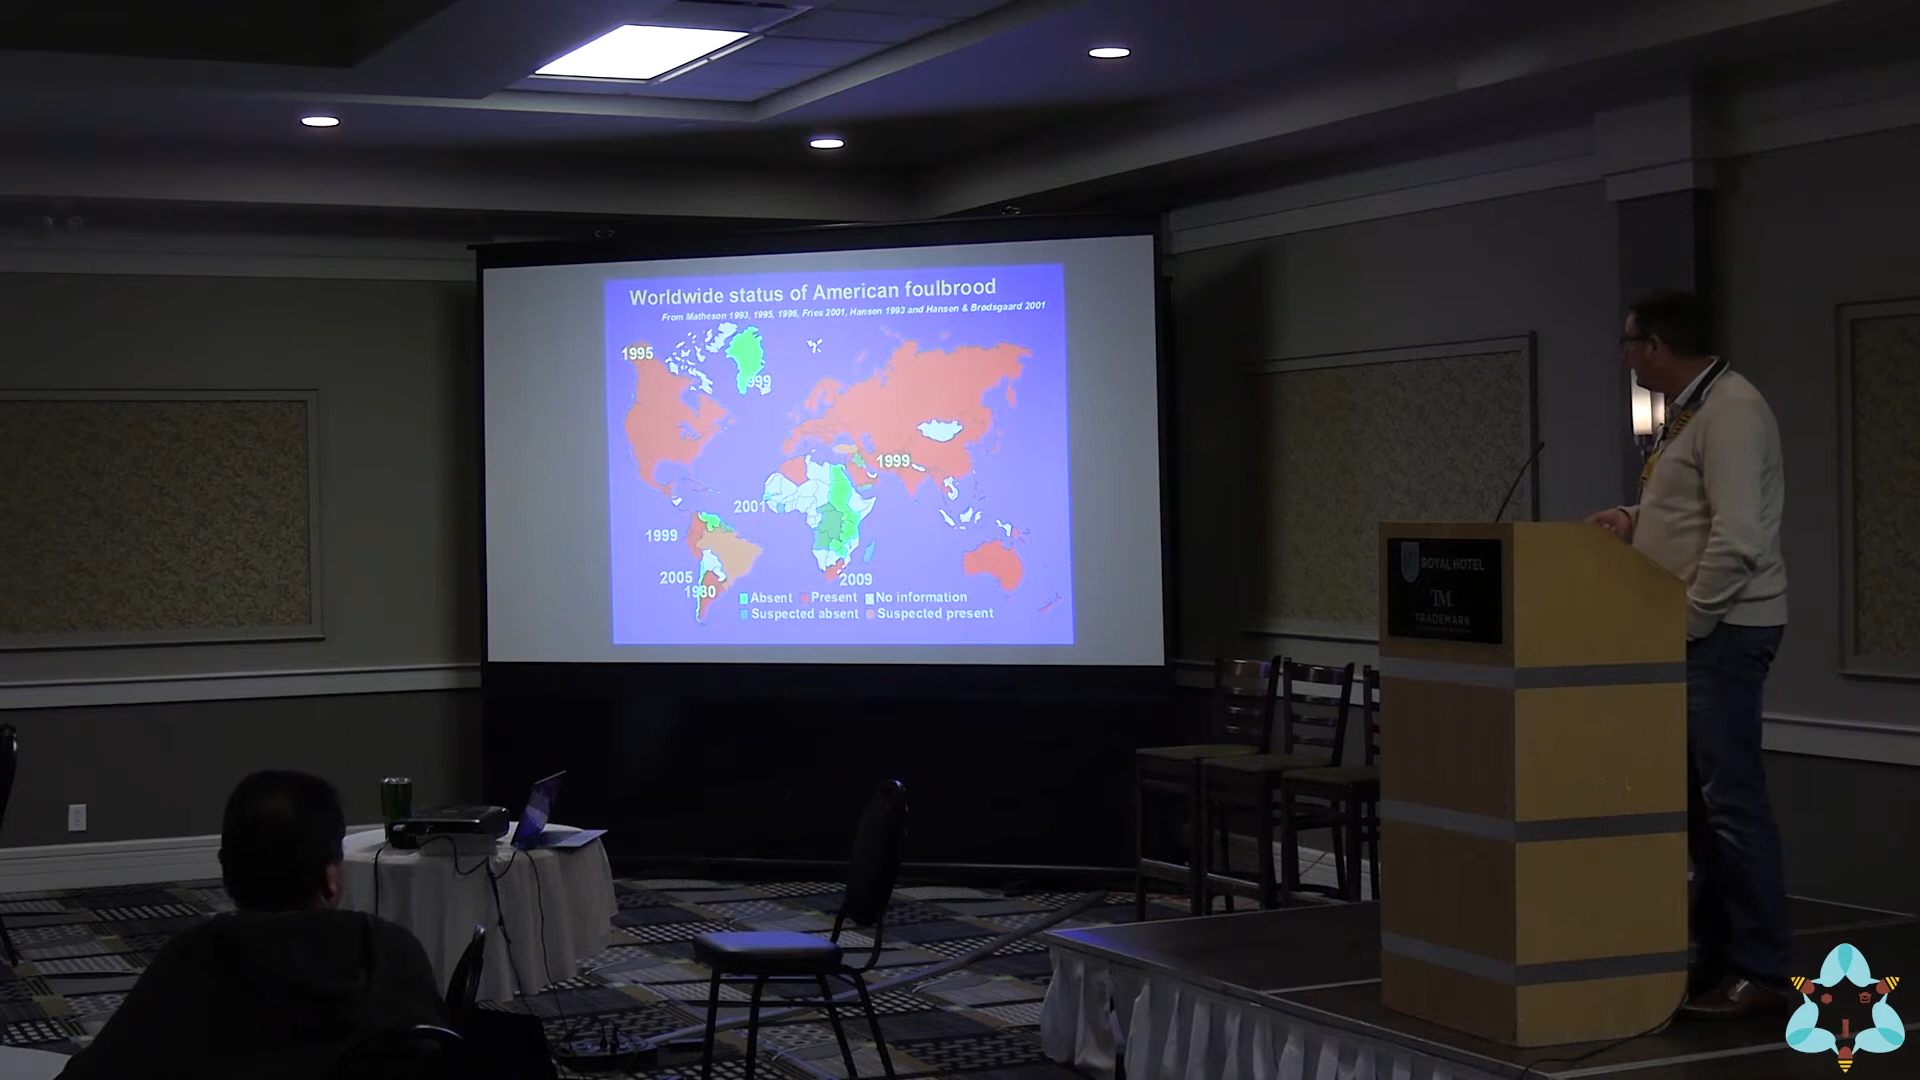 Worldwide status of American foulbrood
From Matheson 1993, 1995, 1996, Fries 2001, Hansen 1993 and Hansen & Brødsgaard 2001
1995
999
1999
2001
1999
2005
1980
2009
Absent Present No information
Suspected absent Suspected present
ROYAL HOTEL
TM
TRADEMARK